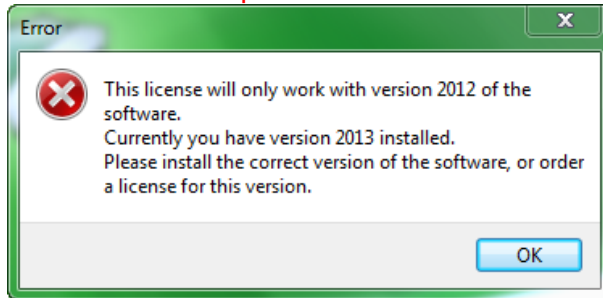 Error
This license will only work with version 2012 of the
software.
Currently you have version 2013 installed.
Please install the correct version of the software, or order
a license for this version.
OK